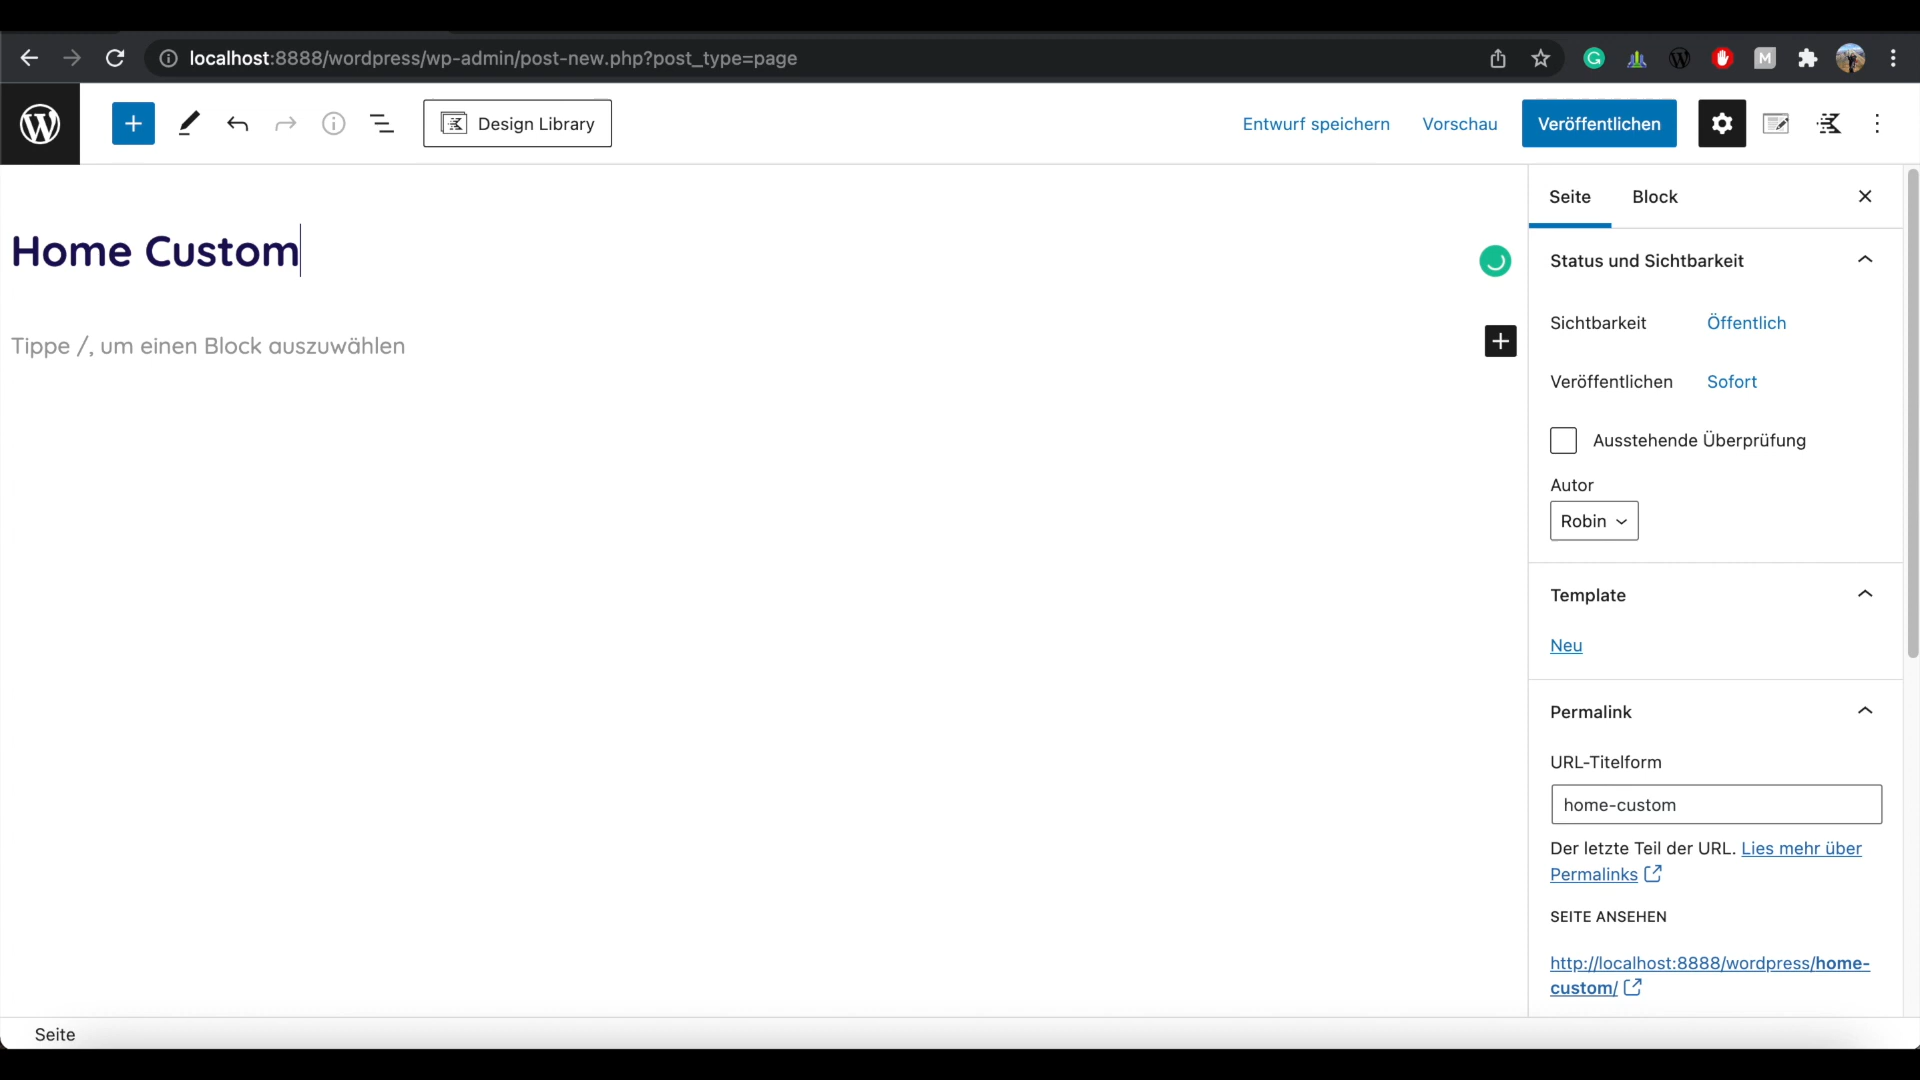 localhost:8888/wordpress/wp-admin/post-new.php?post_type=page
Design Library
Entwurf speichern
Vorschau
Veröffentlichen
Home Custom
Tippe /, um einen Block auszuwählen
Seite
Block
Status und Sichtbarkeit
Sichtbarkeit
Öffentlich
Veröffentlichen
Sofort
Ausstehende Überprüfung
Autor
Robin
Template
Neu
Permalink
URL-Titelform
home-custom
Der letzte Teil der URL. Lies mehr über
Permalinks
SEITE ANSEHEN
http://localhost:8888/wordpress/home-
custom/
Seite